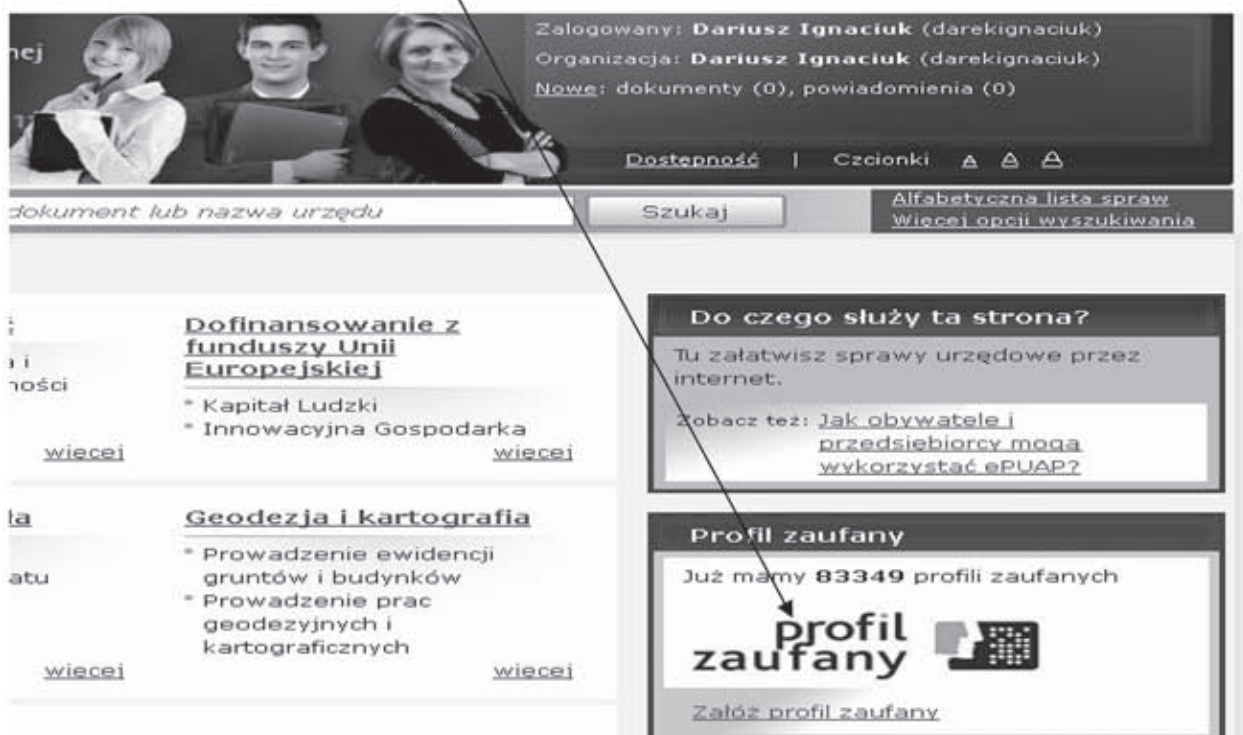 ncj
Zalogowany: Dariusz Ignaciuk (darekignaciuk)
Organizacja: Dariusz Ignaciuk (darekignaciuk)
Nowe: dokumenty (0), powiadomienia (0)
Dostępność | Czcionki A A A
dokument lub nazwa urzędu
Szukaj
Alfabetyczna lista spraw
Więcej opcji wyszukiwania
a i
ności
więcej
Dofinansowanie z
funduszy Unii
Europejskiej
* Kapitał Ludzki
* Innowacyjna Gospodarka
więcej
ła
atu
więcej
Geodezja i kartografia
* Prowadzenie ewidencji
gruntów i budynków
* Prowadzenie prac
geodezyjnych i
kartograficznych
więcej
Do czego służy ta strona?
Tu załatwisz sprawy urzędowe przez
internet.
Zobacz też: Jak obywatele i
przedsiębiorcy mogą
wykorzystać ePUAP?
Profil zaufany
Już mamy 83349 profili zaufanych
profil
zaufany
Załóż profil zaufany